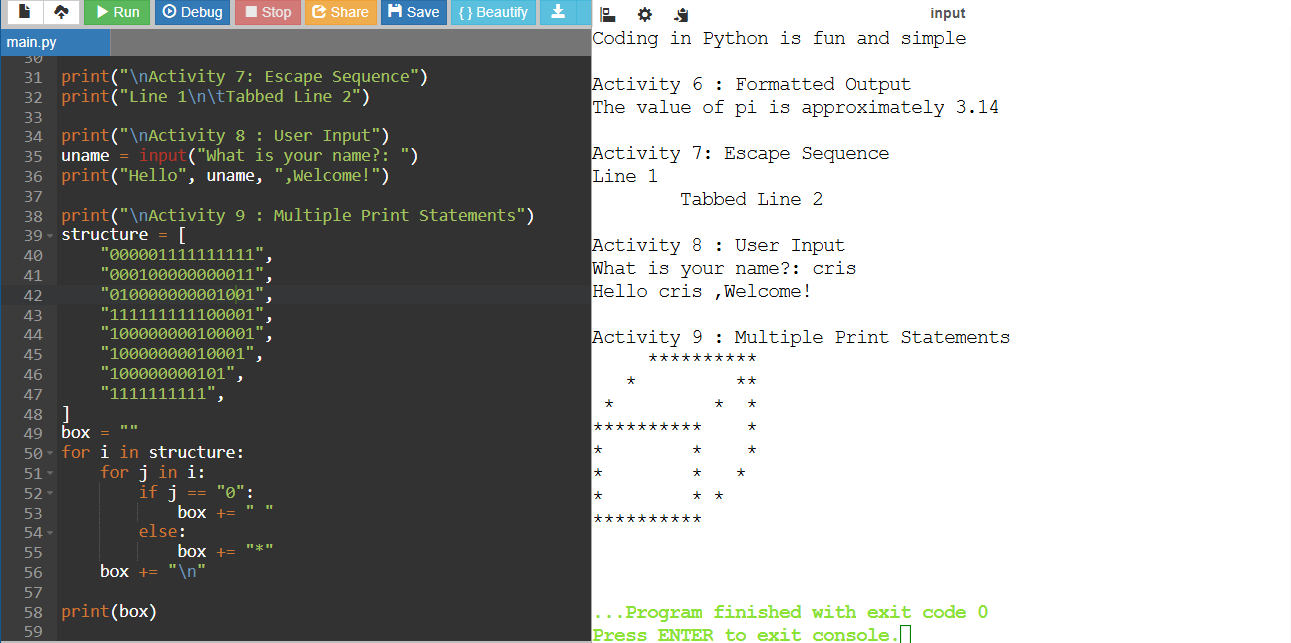 Run Debug Stop Share Save { } Beautify
input
main.py
30
31 print("\nActivity 7: Escape Sequence")
32 print("Line 1\n\tTabbed Line 2")
33
34 print("\nActivity 8 : User Input")
35 uname = input("What is your name?: ")
36 print("Hello", uname, ",Welcome!")
37
38 print("\nActivity 9 : Multiple Print Statements")
39 structure = [
40     "000001111111111",
41     "000100000000011",
42     "010000000001001",
43     "111111111100001",
44     "100000000100001",
45     "10000000010001",
46     "100000000101",
47     "1111111111",
48 ]
49 box = ""
50 for i in structure:
51     for j in i:
52         if j == "0":
53             box += " "
54         else:
55             box += "*"
56     box += "\n"
57
58 print(box)
59
Coding in Python is fun and simple
Activity 6 : Formatted Output
The value of pi is approximately 3.14
Activity 7: Escape Sequence
Line 1
        Tabbed Line 2
Activity 8 : User Input
What is your name?: cris
Hello cris ,Welcome!
Activity 9 : Multiple Print Statements
     **********
   *         **
 *         *  *
**********    *
*        *    *
*        *   *
*        * *
**********
...Program finished with exit code 0
Press ENTER to exit console.